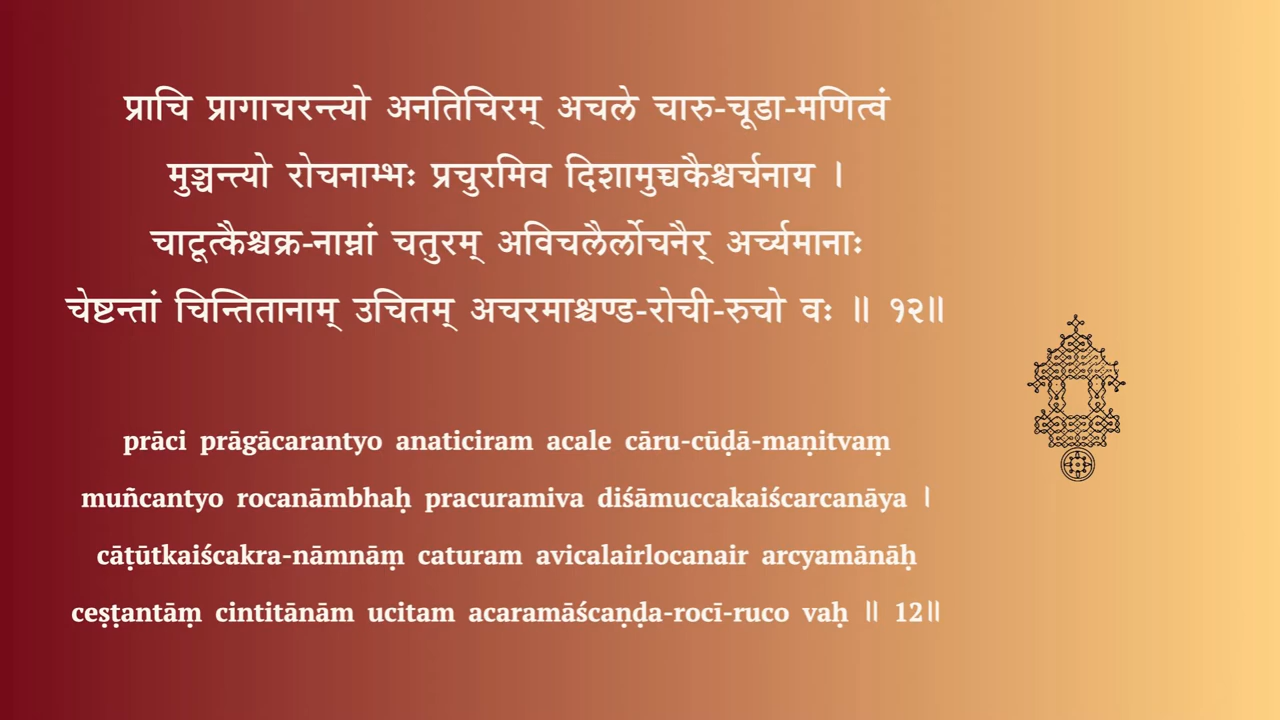 प्राचि प्रागाचरन्त्यो अनतिचिरम् अचले चारु-चूडा-मणित्वं
मुञ्चन्त्यो रोचनाम्भः प्रचुरमिव दिशामुच्चकैश्चर्चनाय ।
चाटूत्कैश्चक्र-नाम्नां चतुरम् अविचलैर्लोचनैर् अर्च्यमानाः
चेष्टन्तां चिन्तितानाम् उचितम् अचरमाश्चण्ड-रोची-रुचो वः ॥ १२॥
prāci prāgācarantyo anaticiram acale cāru-cūḍā-maṇitvaṃ
muñcantyo rocanāmbhaḥ pracuramiva diśāmuccakaiścarcanāya ।
cāṭūtkaiścakra-nāmnāṃ caturam avicalairlocanair arcyamānāḥ
ceṣṭantāṃ cintitānām ucitam acaramāścaṇḍa-rocī-ruco vaḥ ॥ 12॥